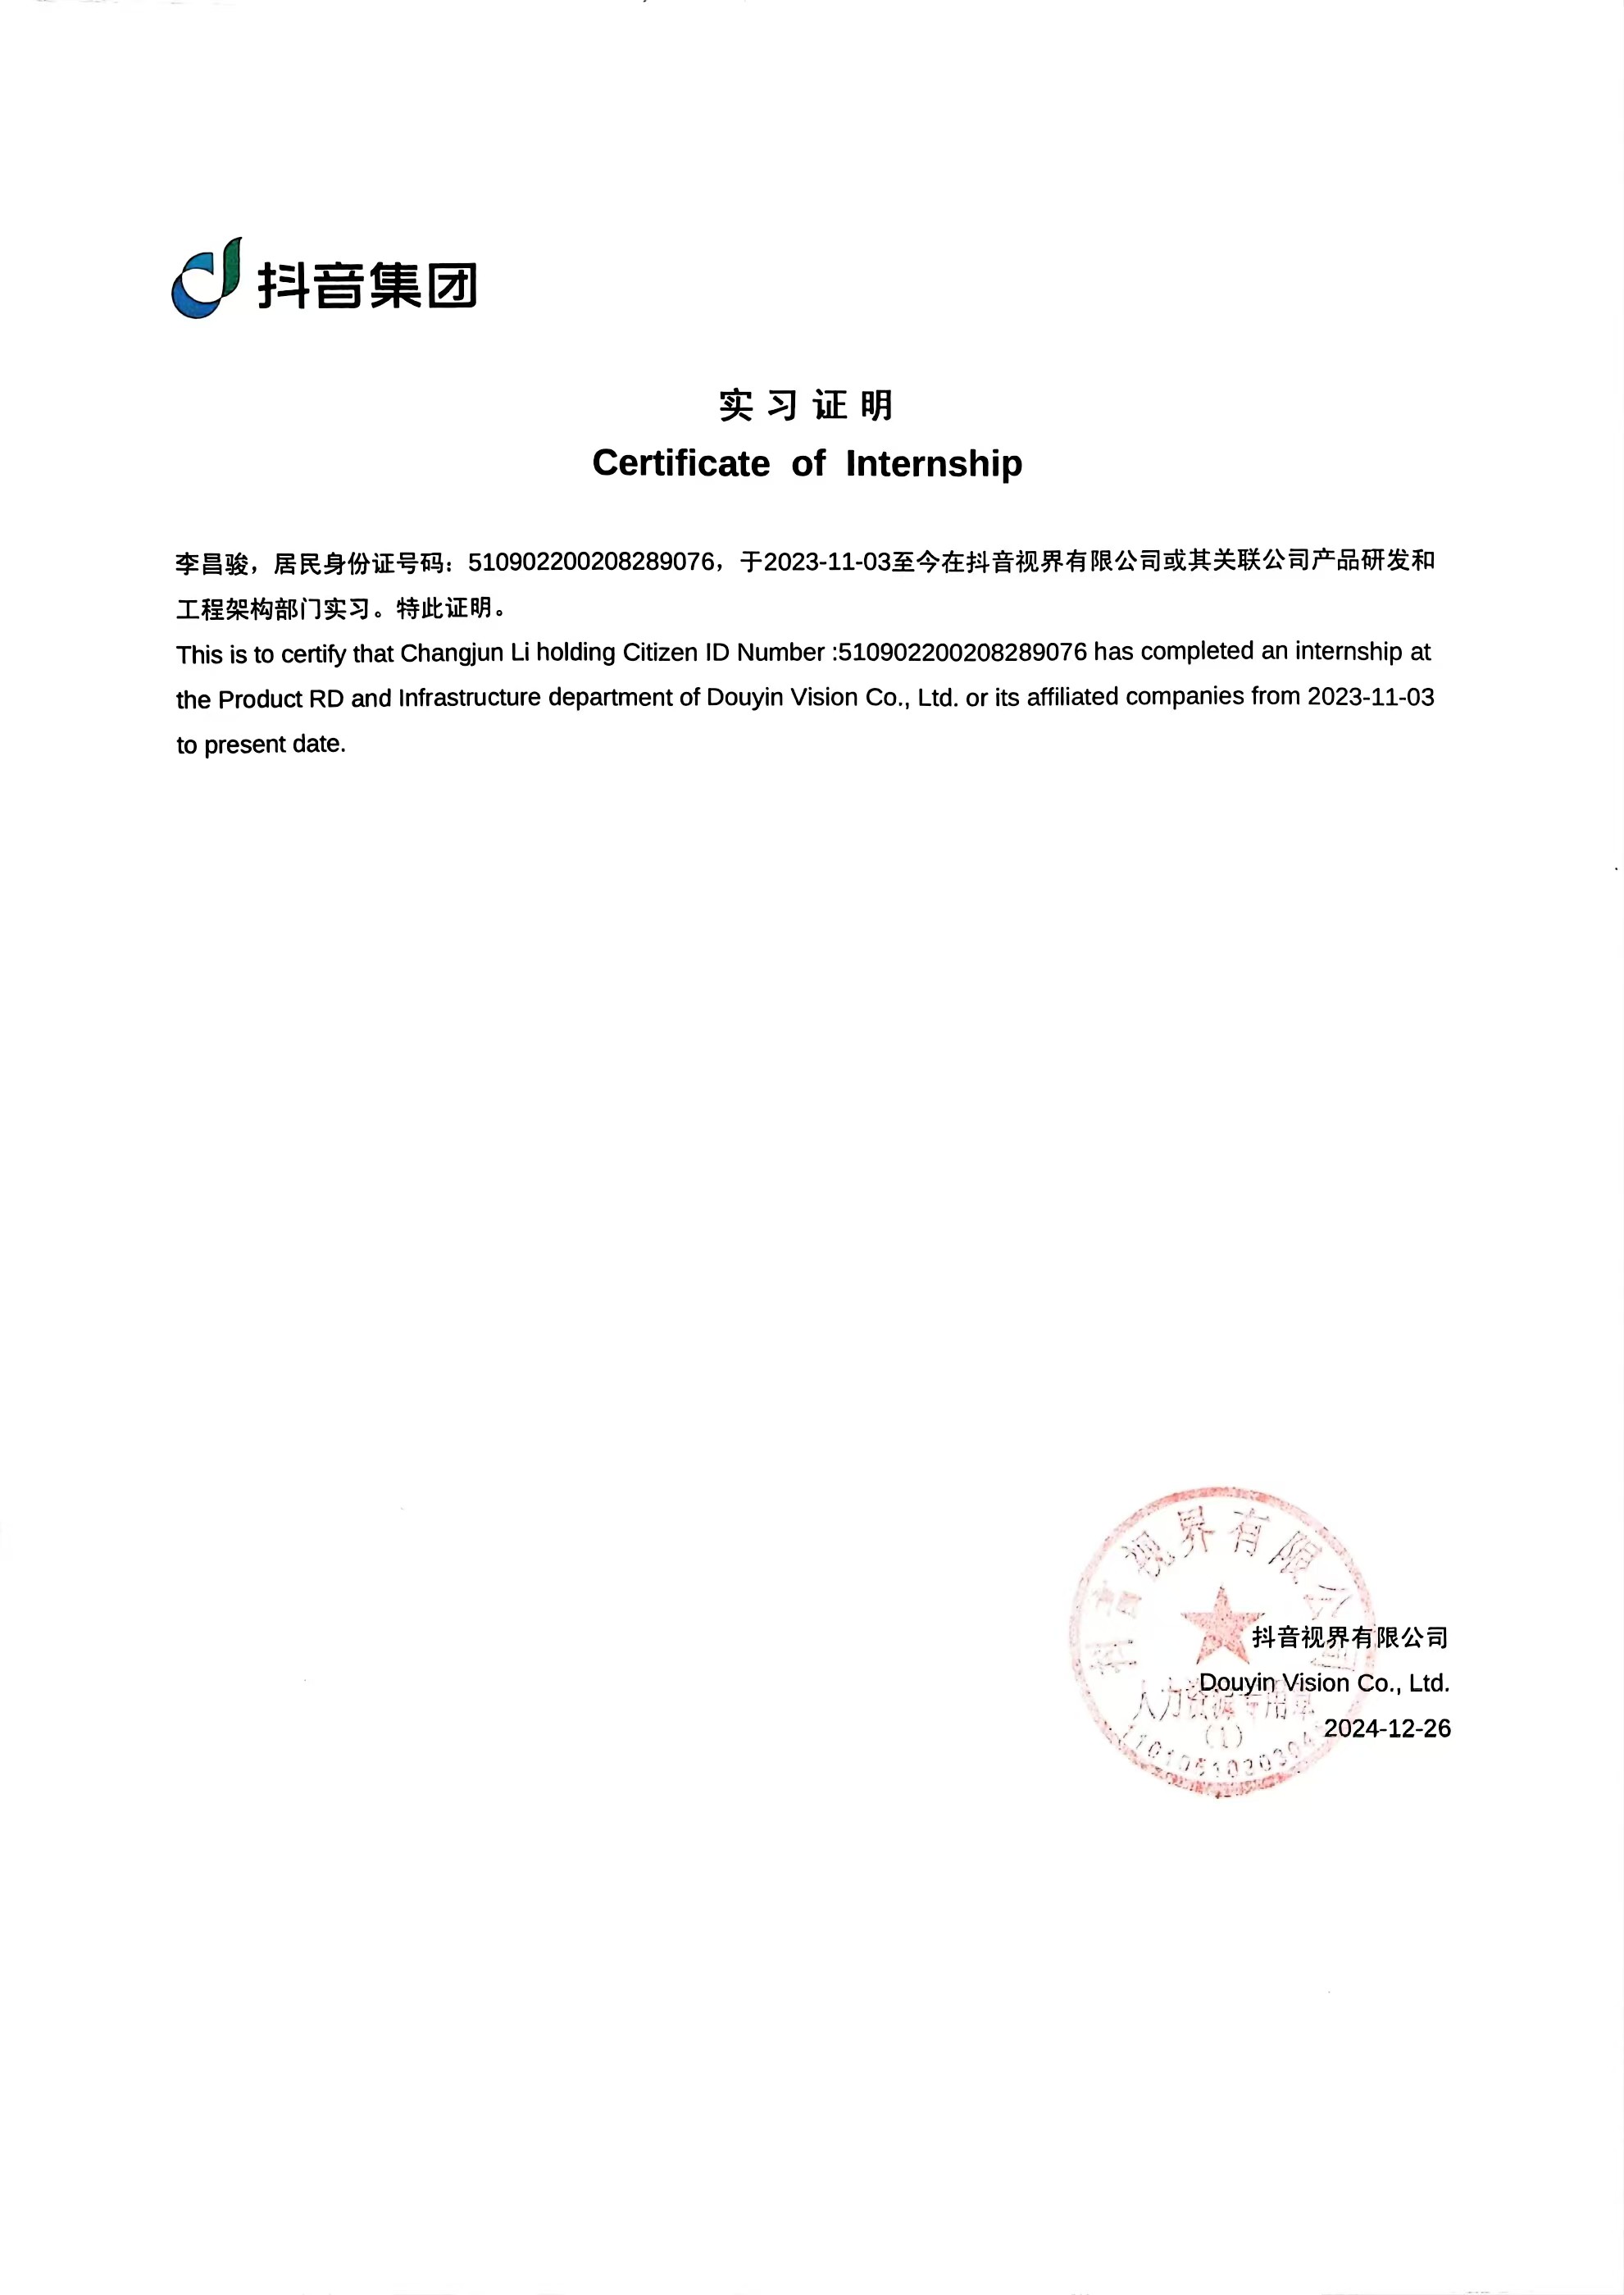 抖音集团
实习证明
Certificate of Internship
李昌骏，居民身份证号码：510902200208289076，于2023-11-03至今在抖音视界有限公司或其关联公司产品研发和
工程架构部门实习。特此证明。
This is to certify that Changjun Li holding Citizen ID Number :510902200208289076 has completed an internship at
the Product RD and Infrastructure department of Douyin Vision Co., Ltd. or its affiliated companies from 2023-11-03
to present date.
抖音视界有限公司
抖音视界有限公司
Douyin Vision Co., Ltd.
人力资源专用章
2024-12-26
(1)